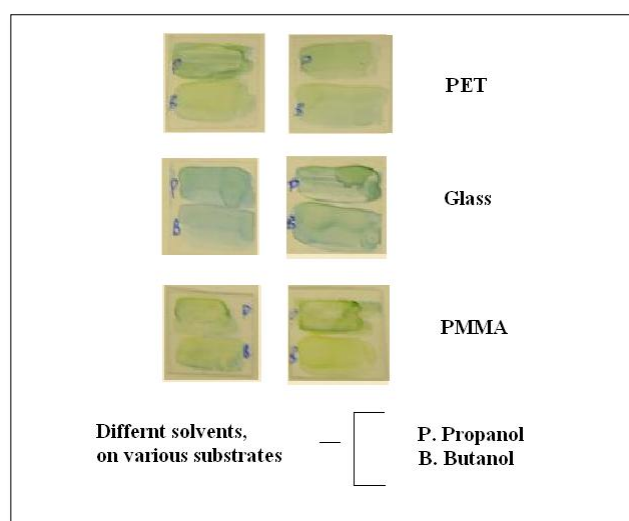 PET
Glass
PMMA
Differnt solvents,
on various substrates
P. Propanol
B. Butanol